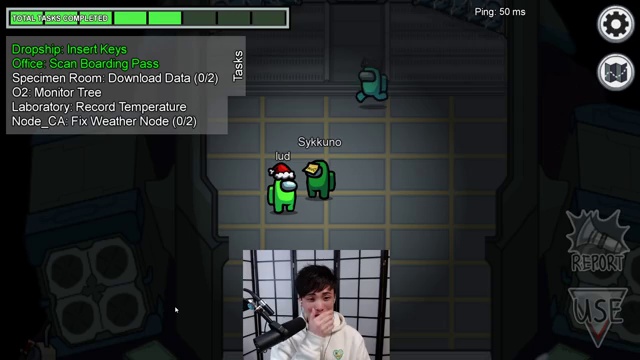 TOTAL TASKS COMPLETED
Ping: 50 ms
Dropship: Insert Keys
Office: Scan Boarding Pass
Specimen Room: Download Data (0/2)
O2: Monitor Tree
Laboratory: Record Temperature
Node_CA: Fix Weather Node (0/2)
Tasks
Sykkuno
lud
REPORT
USE